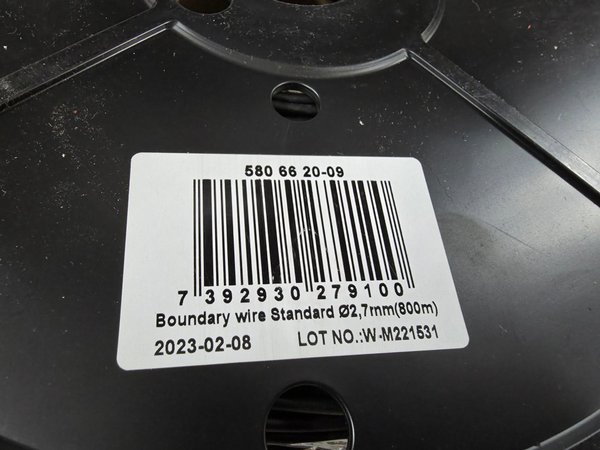 580 66 20-09
7 392930 279100
Boundary wire Standard Ø2,7mm(800m)
2023-02-08 LOT NO.:W-M221531